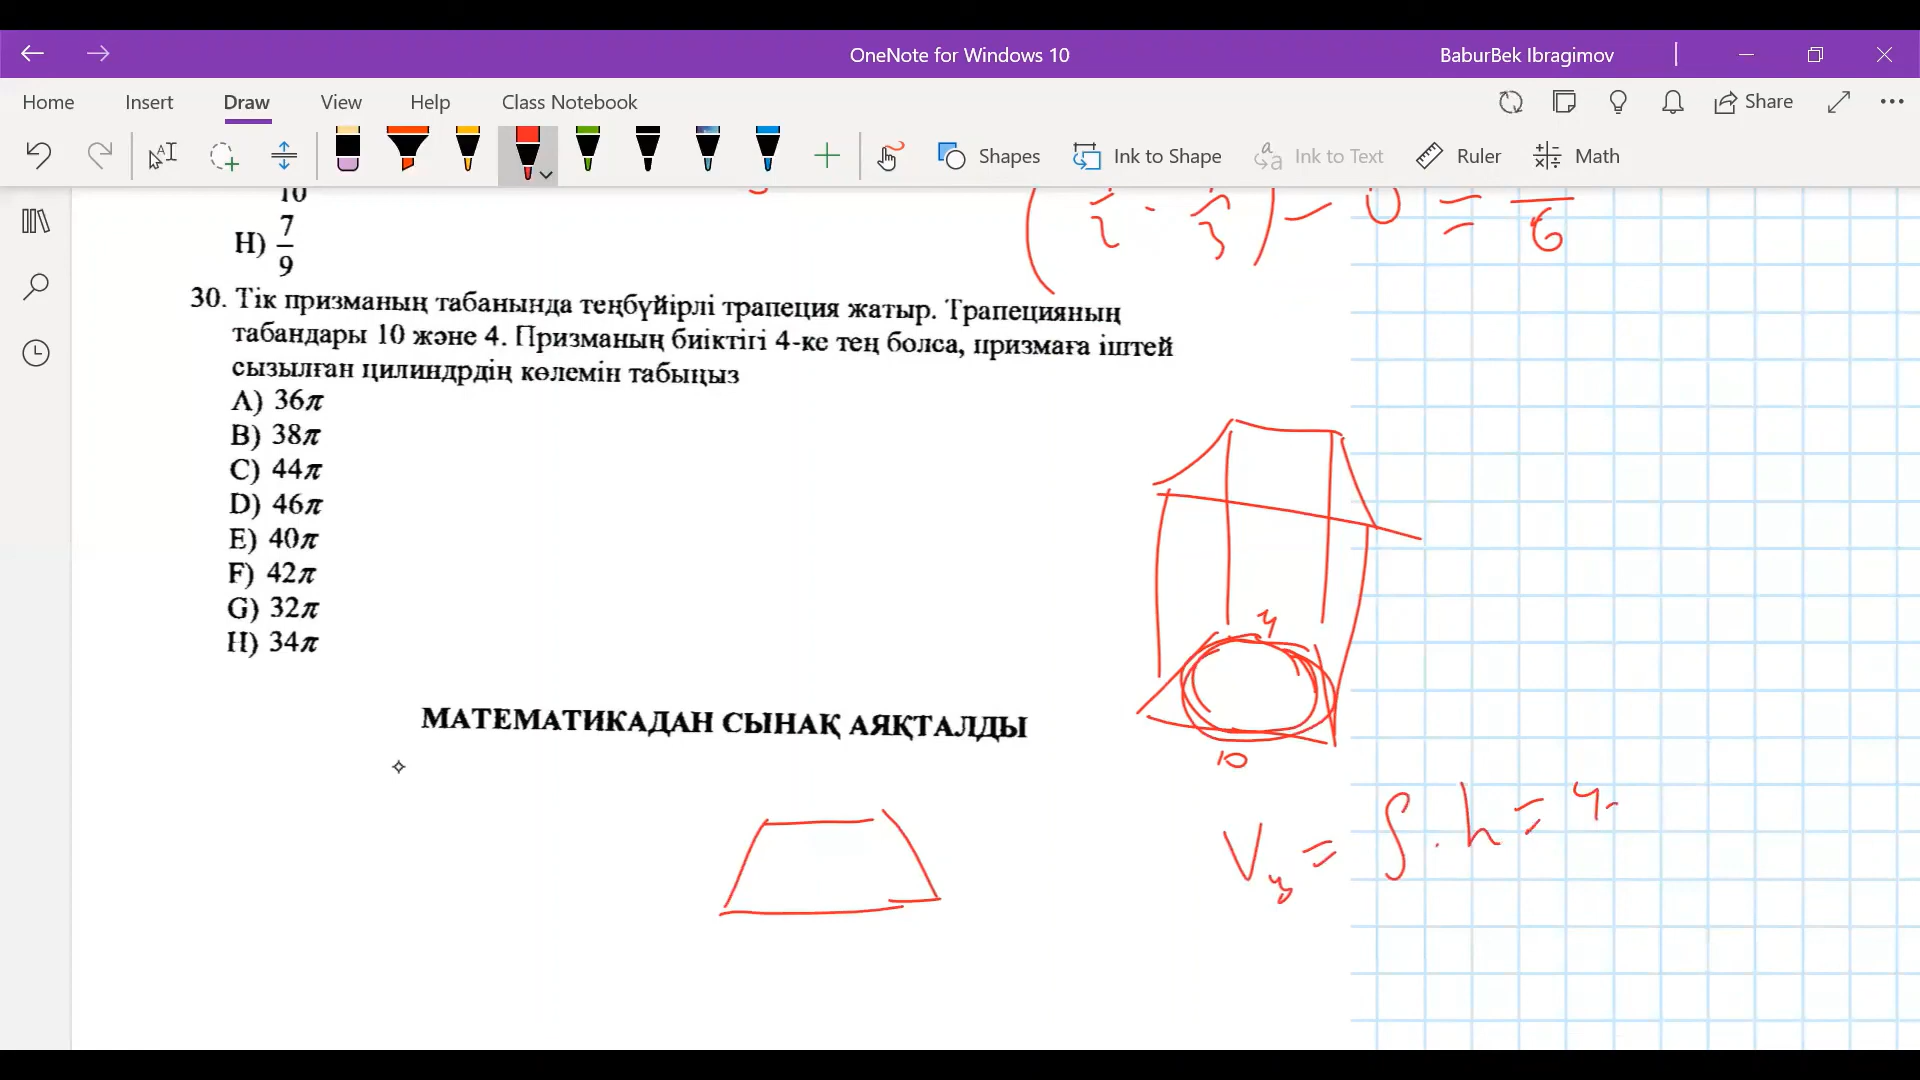 OneNote for Windows 10
BaburBek Ibragimov
Home Insert Draw View Help Class Notebook
Share
Shapes Ink to Shape Ink to Text Ruler Math
10
H) 7/9
30. Тік призманың табанында теңбүйірлі трапеция жатыр. Трапецияның
табандары 10 және 4. Призманың биіктігі 4-ке тең болса, призмаға іштей
сызылған цилиндрдің көлемін табыңыз
A) 36π
B) 38π
C) 44π
D) 46π
E) 40π
F) 42π
G) 32π
H) 34π
4
10
МАТЕМАТИКАДАН СЫНАҚ АЯҚТАЛДЫ